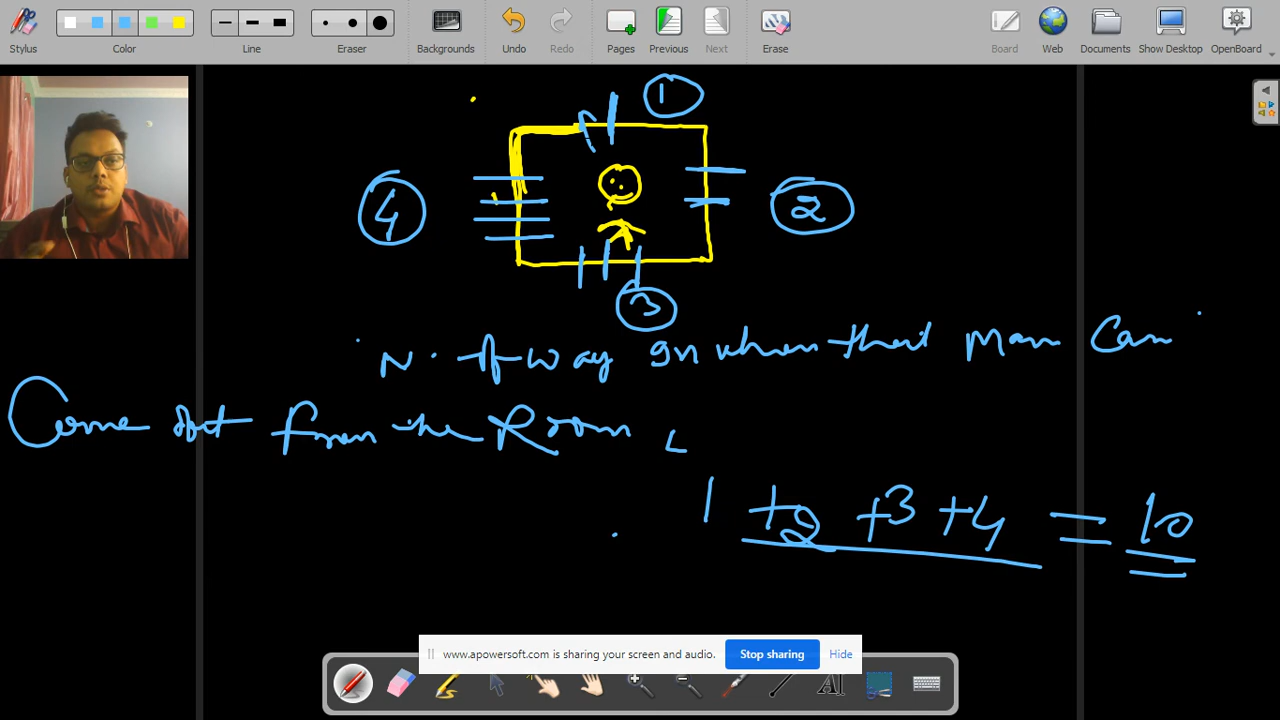 Stylus
Color
Line
Eraser
Backgrounds
Undo
Redo
Pages
Previous
Next
Erase
Board
Web
Documents
Show Desktop
OpenBoard
1
4
2
3
N. of way in when that Man Can
Come out from the Room
1 + 2 + 3 + 4 = 10
www.apowersoft.com is sharing your screen and audio.
Stop sharing
Hide